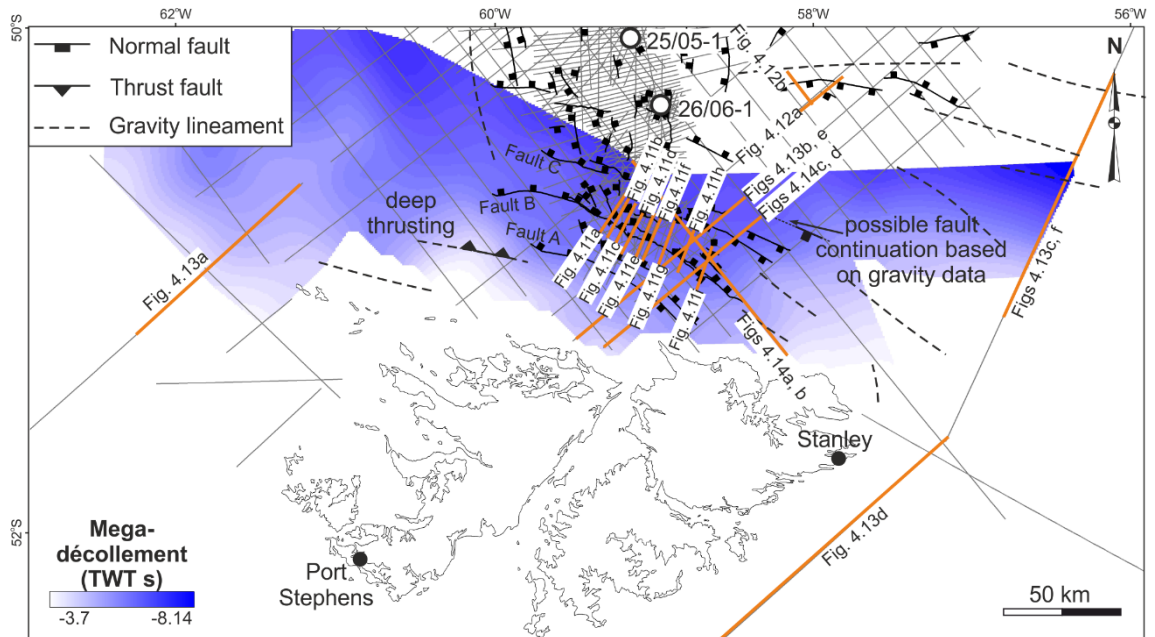 62°W
60°W
58°W
56°W
50°S
52°S
Normal fault
Thrust fault
Gravity lineament
N
25/05-1
26/06-1
Fig. 4.12b
Fig. 4.12a
Figs 4.13b, e
Figs 4.14c, d
Fig. 4.11b
Fig. 4.11d
Fig. 4.11f
Fig. 4.11h
Fault C
Fault B
Fault A
deep
thrusting
Fig. 4.13a
Fig. 4.11a
Fig. 4.11c
Fig. 4.11e
Fig. 4.11g
Fig. 4.11i
Figs 4.14a, b
possible fault
continuation based
on gravity data
Figs 4.13c, f
Stanley
Fig. 4.13d
Port
Stephens
Mega-
décollement
(TWT s)
-3.7
-8.14
50 km